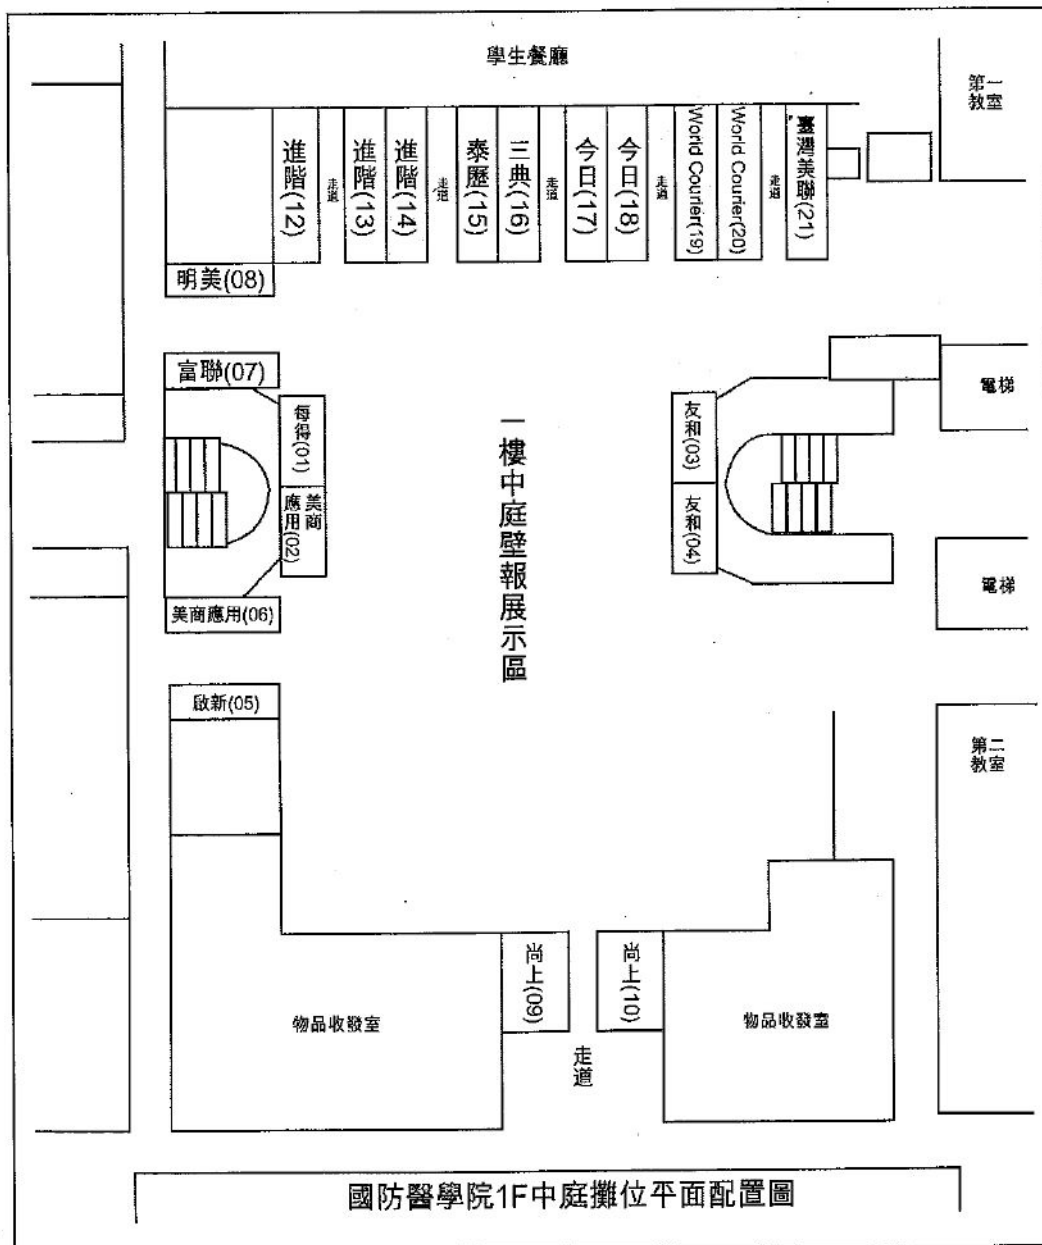 學生餐廳
第一
教室
進階(12)
走道
進階(13)
進階(14)
走道
泰歷(15)
三典(16)
走道
今日(17)
今日(18)
走道
World Courier(19)
World Courier(20)
走道
臺灣美聯(21)
明美(08)
富聯(07)
每得(01)
美商
應用(02)
一樓中庭壁報展示區
友和(03)
友和(04)
電梯
電梯
美商應用(06)
啟新(05)
第二
教室
物品收發室
尚上(09)
尚上(10)
走道
物品收發室
國防醫學院1F中庭攤位平面配置圖